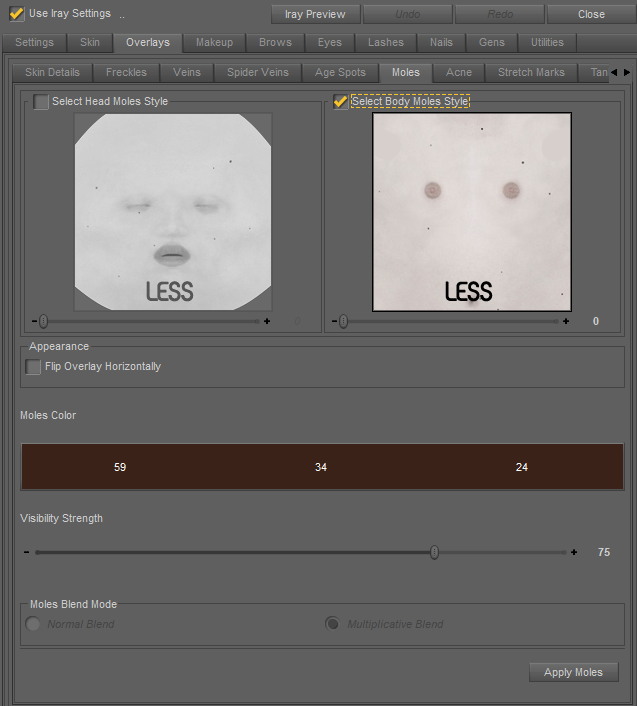 Use Iray Settings .. Iray Preview Undo Redo Close
Settings Skin Overlays Makeup Brows Eyes Lashes Nails Gens Utilities
Skin Details Freckles Veins Spider Veins Age Spots Moles Acne Stretch Marks Tan
Select Head Moles Style Select Body Moles Style
LESS LESS
- + 0 - + 0
Appearance
Flip Overlay Horizontally
Moles Color
59 34 24
Visibility Strength
- + 75
Moles Blend Mode
Normal Blend Multiplicative Blend
Apply Moles